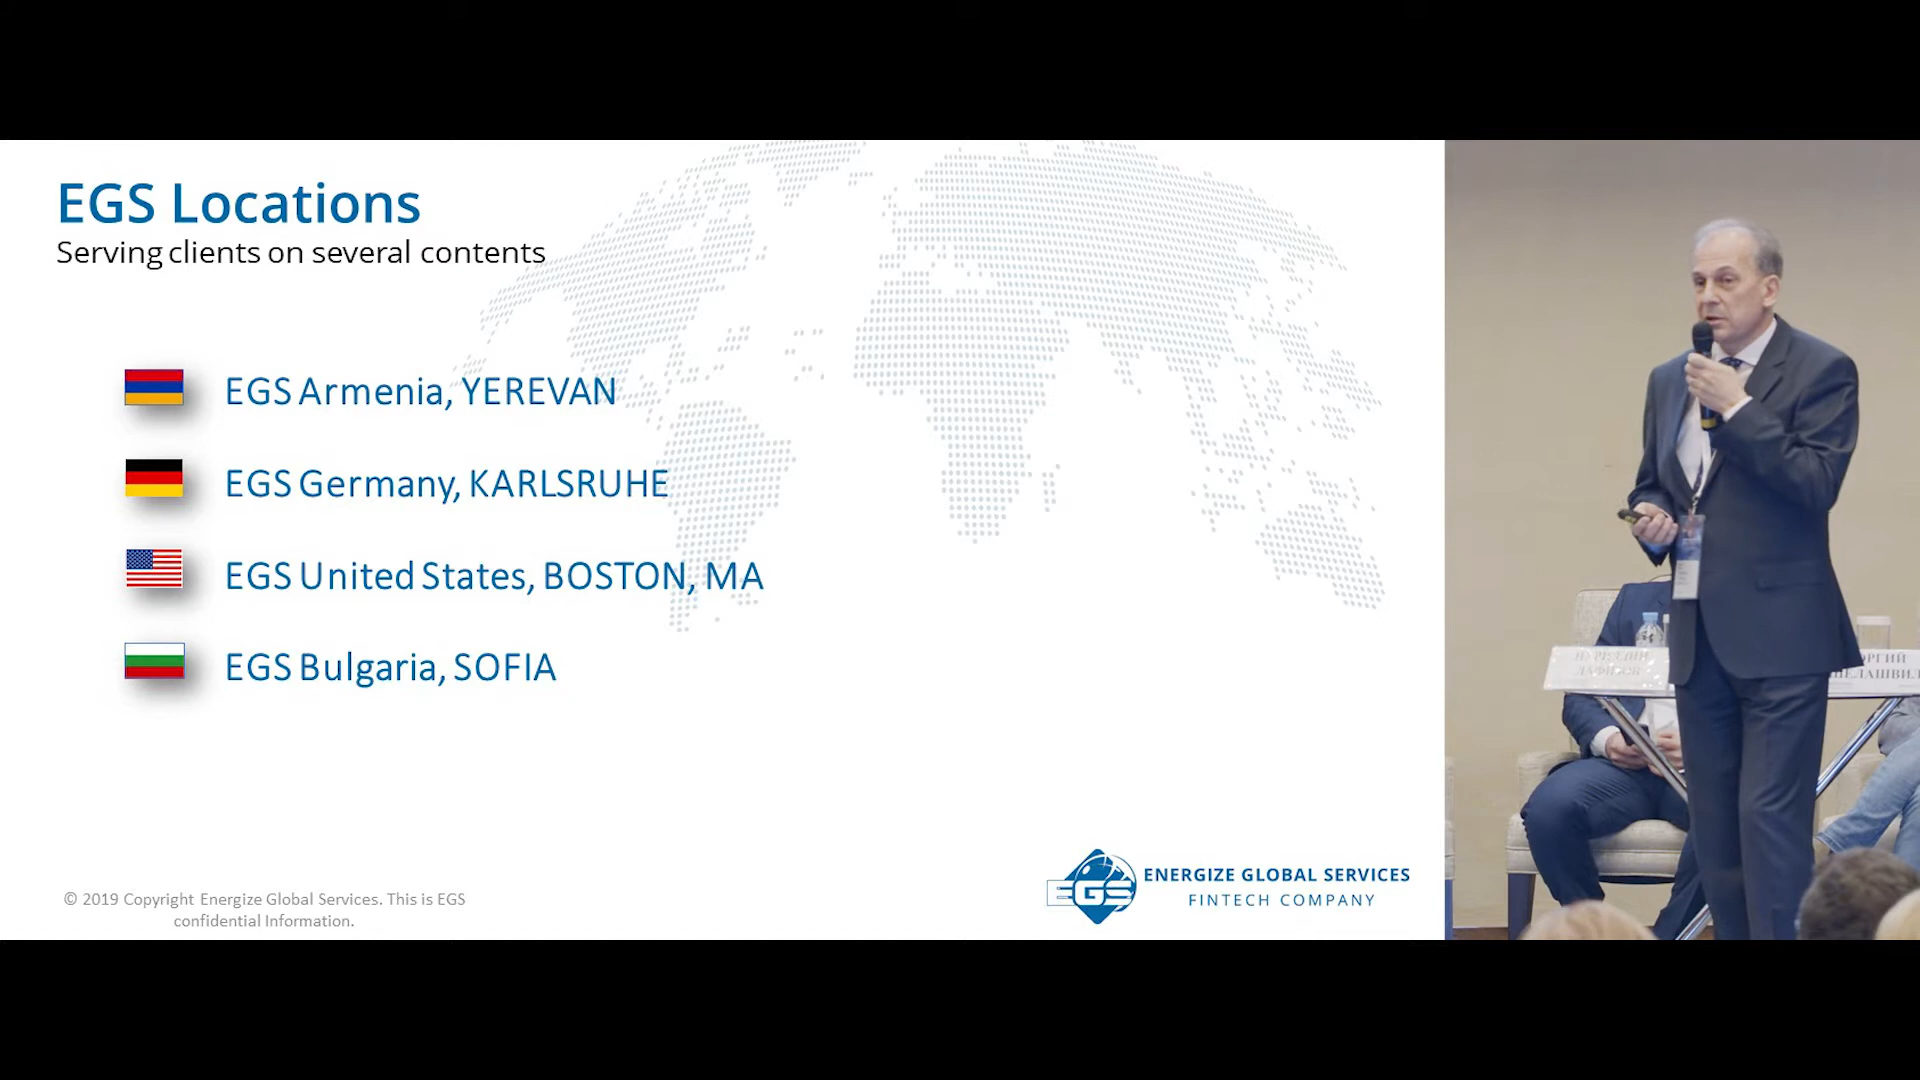 EGS Locations
Serving clients on several contents
EGS Armenia, YEREVAN
EGS Germany, KARLSRUHE
EGS United States, BOSTON, MA
EGS Bulgaria, SOFIA
© 2019 Copyright Energize Global Services. This is EGS
confidential Information.
EGS
ENERGIZE GLOBAL SERVICES
FINTECH COMPANY